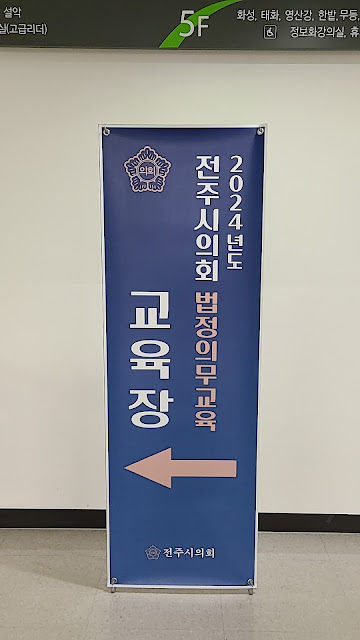 설악
실(고급리더)
5F
화성, 태화, 영산강, 한밭, 무등,
정보화강의실, 휴
의회
2024년도
전주시의회 법정의무교육
교육장
전주시의회